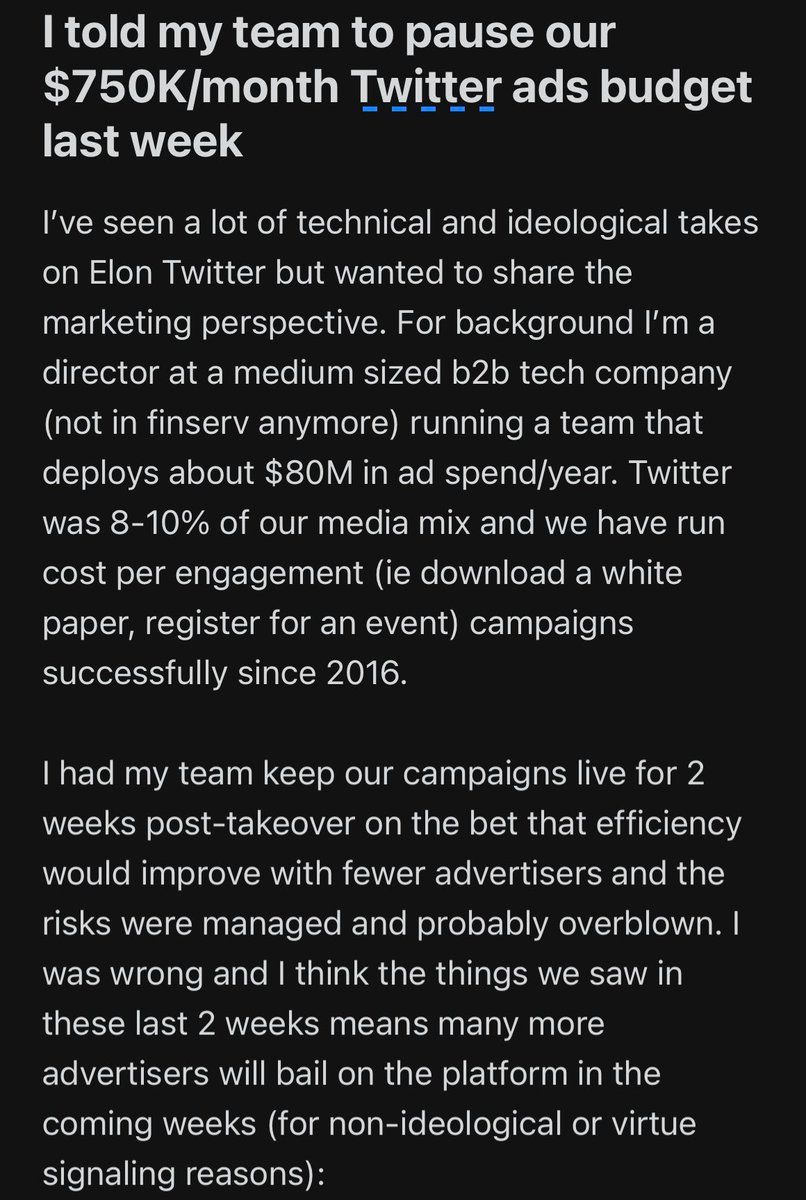 I told my team to pause our
$750K/month Twitter ads budget
last week
I’ve seen a lot of technical and ideological takes
on Elon Twitter but wanted to share the
marketing perspective. For background I’m a
director at a medium sized b2b tech company
(not in finserv anymore) running a team that
deploys about $80M in ad spend/year. Twitter
was 8-10% of our media mix and we have run
cost per engagement (ie download a white
paper, register for an event) campaigns
successfully since 2016.
I had my team keep our campaigns live for 2
weeks post-takeover on the bet that efficiency
would improve with fewer advertisers and the
risks were managed and probably overblown. I
was wrong and I think the things we saw in
these last 2 weeks means many more
advertisers will bail on the platform in the
coming weeks (for non-ideological or virtue
signaling reasons):